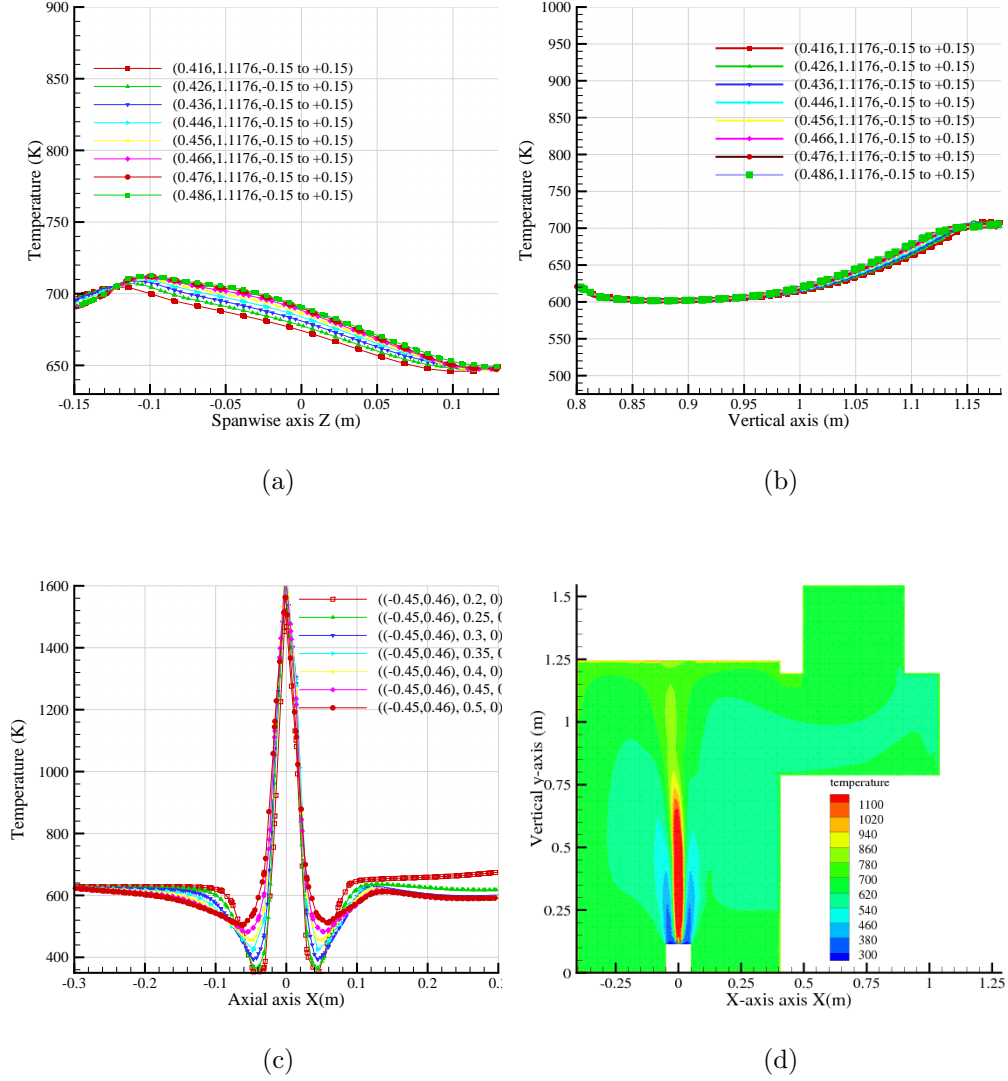 900
850
800
750
700
650
Temperature (K)
(0.416,1.1176,-0.15 to +0.15)
(0.426,1.1176,-0.15 to +0.15)
(0.436,1.1176,-0.15 to +0.15)
(0.446,1.1176,-0.15 to +0.15)
(0.456,1.1176,-0.15 to +0.15)
(0.466,1.1176,-0.15 to +0.15)
(0.476,1.1176,-0.15 to +0.15)
(0.486,1.1176,-0.15 to +0.15)
-0.15 -0.1 -0.05 0 0.05 0.1
Spanwise axis Z (m)
(a)
1000
950
900
850
800
750
700
650
600
550
500
Temperature (K)
(0.416,1.1176,-0.15 to +0.15)
(0.426,1.1176,-0.15 to +0.15)
(0.436,1.1176,-0.15 to +0.15)
(0.446,1.1176,-0.15 to +0.15)
(0.456,1.1176,-0.15 to +0.15)
(0.466,1.1176,-0.15 to +0.15)
(0.476,1.1176,-0.15 to +0.15)
(0.486,1.1176,-0.15 to +0.15)
0.8 0.85 0.9 0.95 1 1.05 1.1 1.15
Vertical axis (m)
(b)
1600
1400
1200
1000
800
600
400
Temperature (K)
((-0.45,0.46), 0.2, 0)
((-0.45,0.46), 0.25, 0
((-0.45,0.46), 0.3, 0)
((-0.45,0.46), 0.35, 0
((-0.45,0.46), 0.4, 0)
((-0.45,0.46), 0.45, 0
((-0.45,0.46), 0.5, 0)
-0.3 -0.2 -0.1 0 0.1 0.2 0.3
Axial axis X(m)
(c)
1.5
1.25
1
0.75
0.5
0.25
0
Vertical y-axis (m)
temperature
1100
1020
940
860
780
700
620
540
460
380
300
-0.25 0 0.25 0.5 0.75 1 1.25
X-axis axis X(m)
(d)